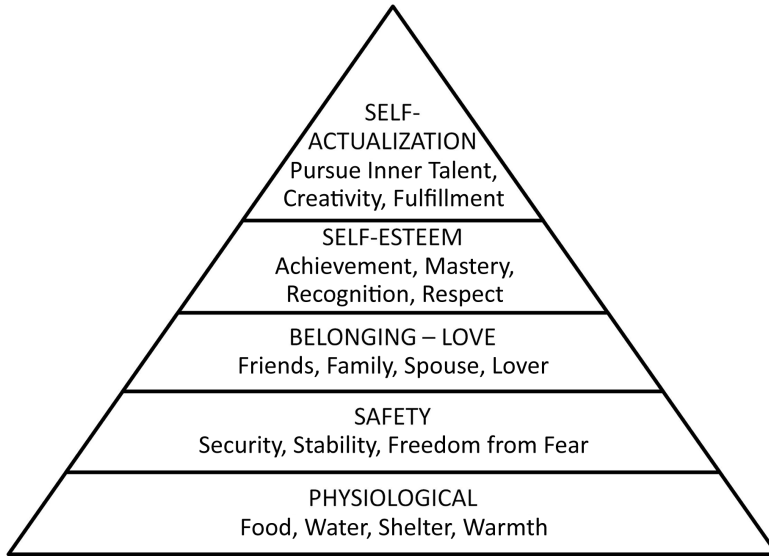 SELF-
ACTUALIZATION
Pursue Inner Talent,
Creativity, Fulfillment
SELF-ESTEEM
Achievement, Mastery,
Recognition, Respect
BELONGING – LOVE
Friends, Family, Spouse, Lover
SAFETY
Security, Stability, Freedom from Fear
PHYSIOLOGICAL
Food, Water, Shelter, Warmth